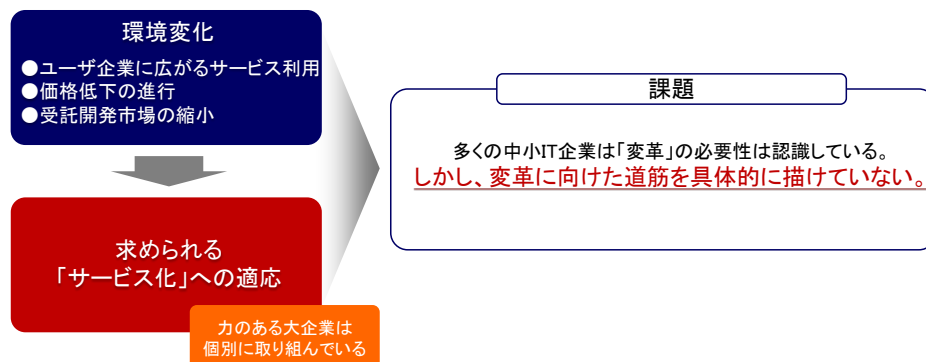 環境変化
●ユーザ企業に広がるサービス利用
●価格低下の進行
●受託開発市場の縮小
求められる
「サービス化」への適応
力のある大企業は
個別に取り組んでいる
課題
多くの中小IT企業は「変革」の必要性は認識している。
しかし、変革に向けた道筋を具体的に描けていない。